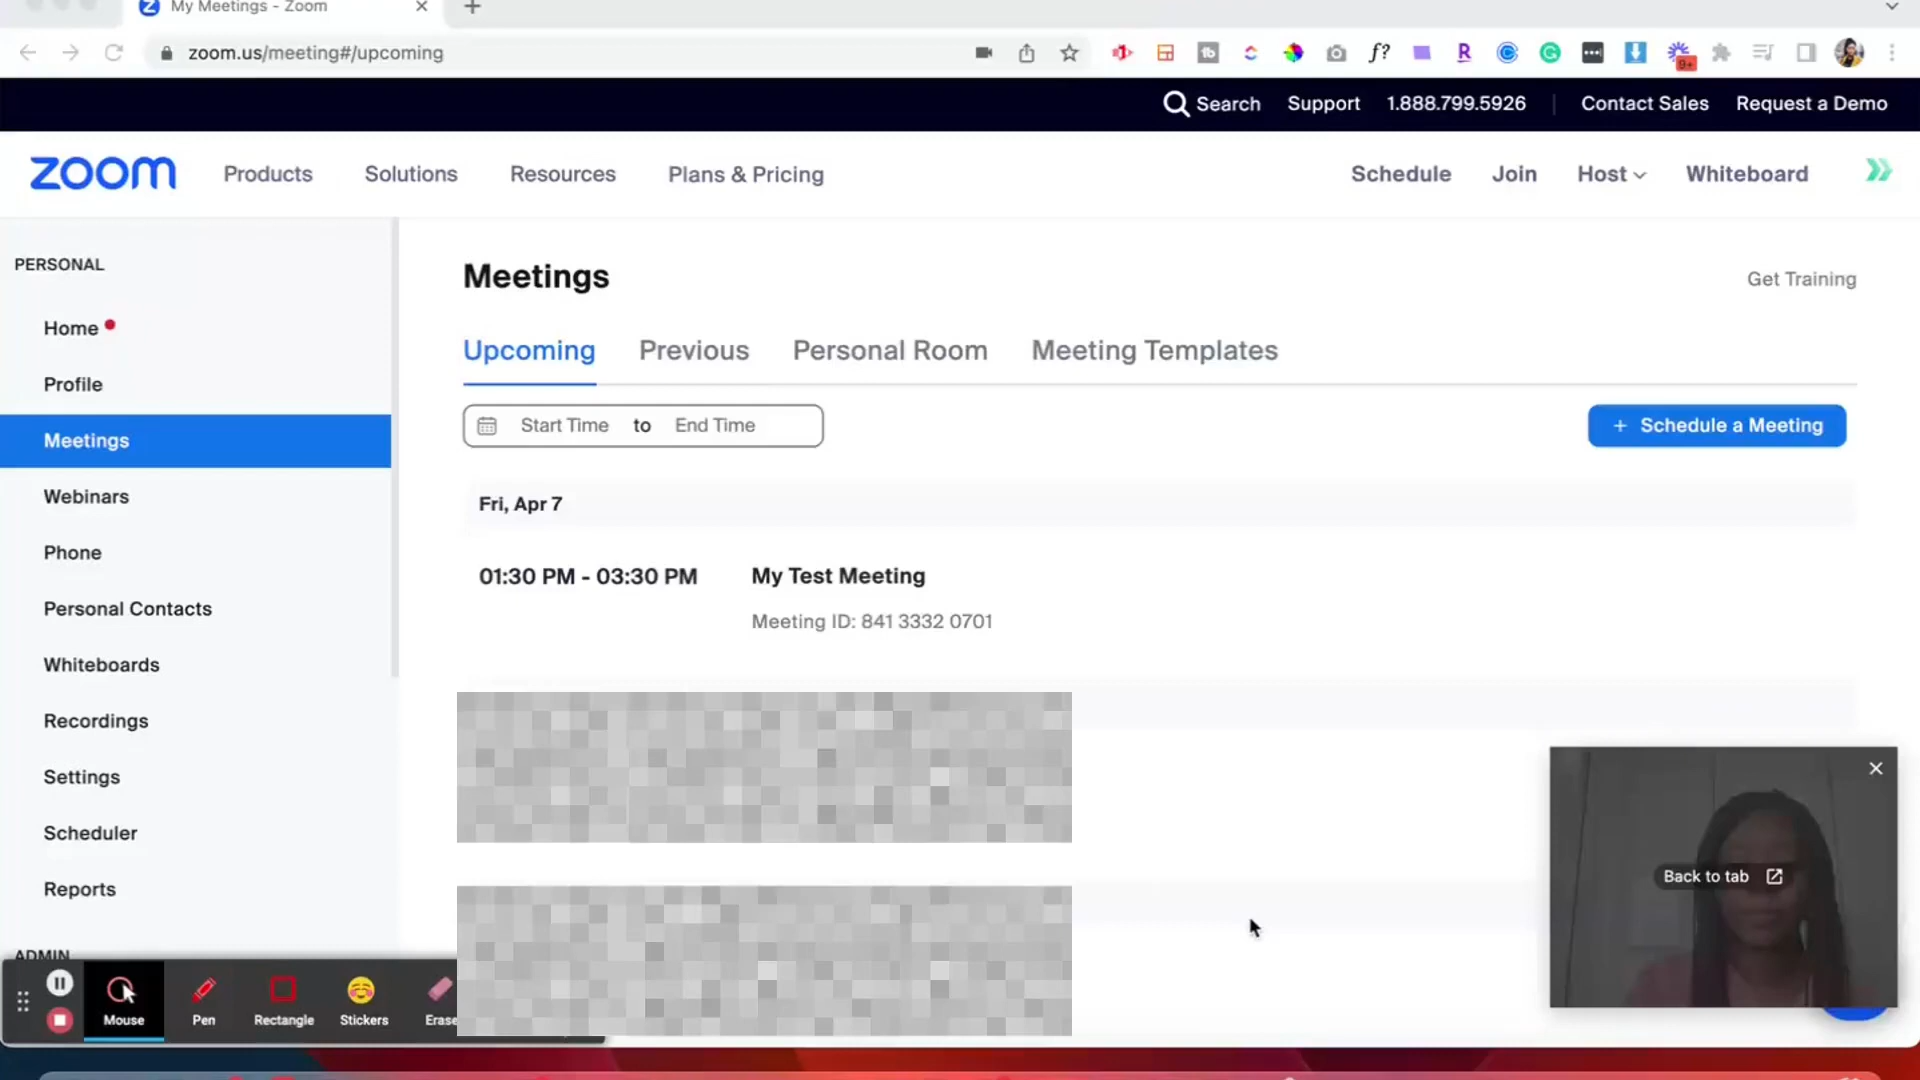 My Meetings - Zoom
zoom.us/meeting#/upcoming
9+
Search Support 1.888.799.5926 Contact Sales Request a Demo
zoom Products Solutions Resources Plans & Pricing Schedule Join Host Whiteboard
PERSONAL
Home
Profile
Meetings
Webinars
Phone
Personal Contacts
Whiteboards
Recordings
Settings
Scheduler
Reports
ADMIN
Meetings
Get Training
Upcoming Previous Personal Room Meeting Templates
Start Time to End Time
+ Schedule a Meeting
Fri, Apr 7
01:30 PM - 03:30 PM My Test Meeting
Meeting ID: 841 3332 0701
Back to tab
Mouse Pen Rectangle Stickers Erase